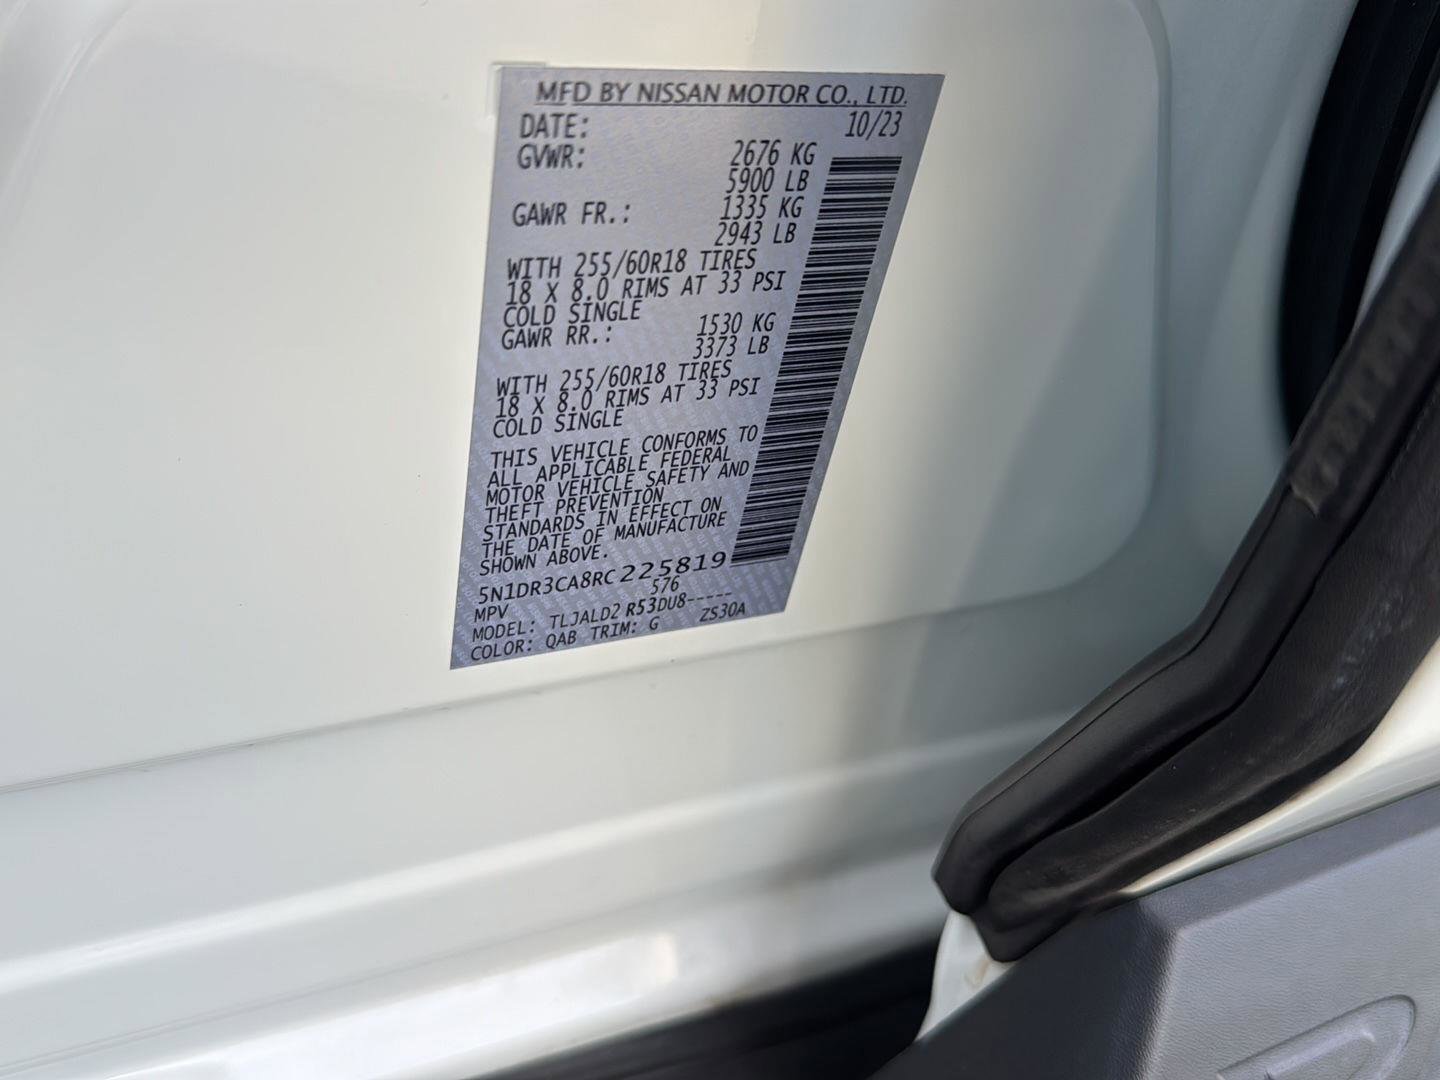 MFD BY NISSAN MOTOR CO., LTD.
DATE: 10/23
GVWR: 2676 KG
5900 LB
GAWR FR.: 1335 KG
2943 LB
WITH 255/60R18 TIRES
18 X 8.0 RIMS AT 33 PSI
COLD SINGLE
GAWR RR.: 1530 KG
3373 LB
WITH 255/60R18 TIRES
18 X 8.0 RIMS AT 33 PSI
COLD SINGLE
THIS VEHICLE CONFORMS TO
ALL APPLICABLE FEDERAL
MOTOR VEHICLE SAFETY AND
THEFT PREVENTION
STANDARDS IN EFFECT ON
THE DATE OF MANUFACTURE
SHOWN ABOVE.
5N1DR3CA8RC225819
MPV 576
MODEL: TLJALD2 R53DU8-----
COLOR: QAB TRIM: G ZS30A